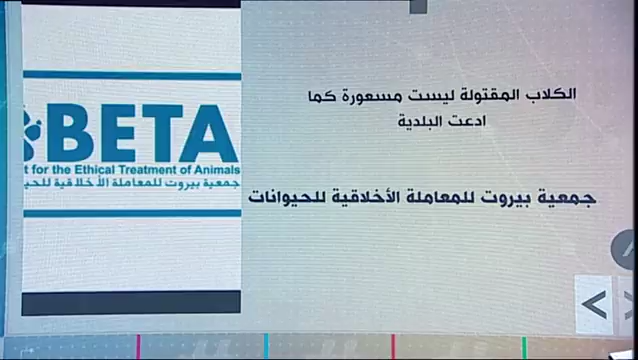 الكلاب المقتولة ليست مسعورة كما
ادعت البلدية
جمعية بيروت للمعاملة الأخلاقية للحيوانات
BETA
for the Ethical Treatment of Animals
جمعية بيروت للمعاملة الأخلاقية